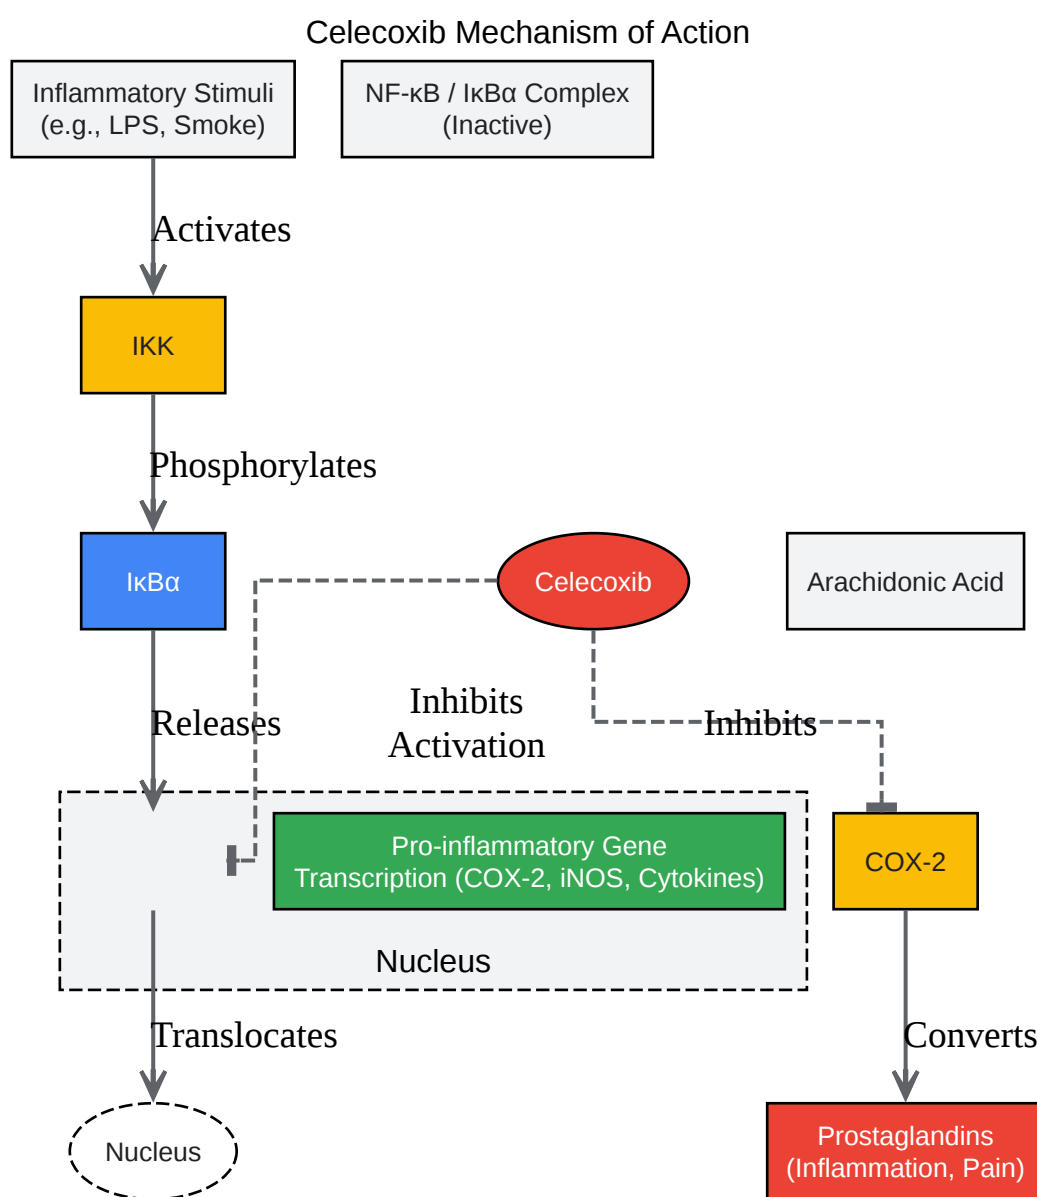 Celecoxib Mechanism of Action
Inflammatory Stimuli
(e.g., LPS, Smoke)
NF-κB / IκBα Complex
(Inactive)
Activates
IKK
Phosphorylates
IκBα
Celecoxib
Arachidonic Acid
Releases
Inhibits
Activation
Inhibits
Pro-inflammatory Gene
Transcription (COX-2, iNOS, Cytokines)
COX-2
Nucleus
Translocates
Converts
Nucleus
Prostaglandins
(Inflammation, Pain)